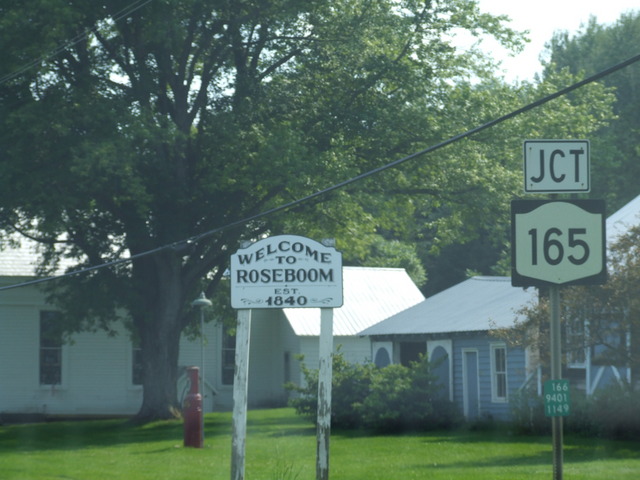 WELCOME
TO
ROSEBOOM
EST.
1840
JCT
165
166
9401
1149